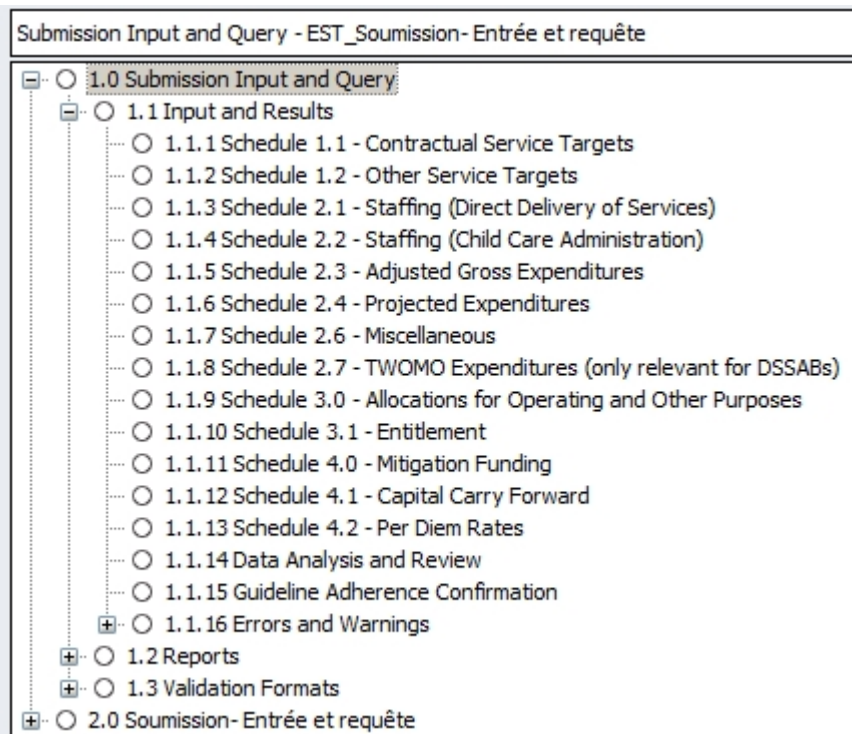 Submission Input and Query - EST_Soumission- Entrée et requête
1.0 Submission Input and Query
1.1 Input and Results
1.1.1 Schedule 1.1 - Contractual Service Targets
1.1.2 Schedule 1.2 - Other Service Targets
1.1.3 Schedule 2.1 - Staffing (Direct Delivery of Services)
1.1.4 Schedule 2.2 - Staffing (Child Care Administration)
1.1.5 Schedule 2.3 - Adjusted Gross Expenditures
1.1.6 Schedule 2.4 - Projected Expenditures
1.1.7 Schedule 2.6 - Miscellaneous
1.1.8 Schedule 2.7 - TWOMO Expenditures (only relevant for DSSABs)
1.1.9 Schedule 3.0 - Allocations for Operating and Other Purposes
1.1.10 Schedule 3.1 - Entitlement
1.1.11 Schedule 4.0 - Mitigation Funding
1.1.12 Schedule 4.1 - Capital Carry Forward
1.1.13 Schedule 4.2 - Per Diem Rates
1.1.14 Data Analysis and Review
1.1.15 Guideline Adherence Confirmation
1.1.16 Errors and Warnings
1.2 Reports
1.3 Validation Formats
2.0 Soumission- Entrée et requête